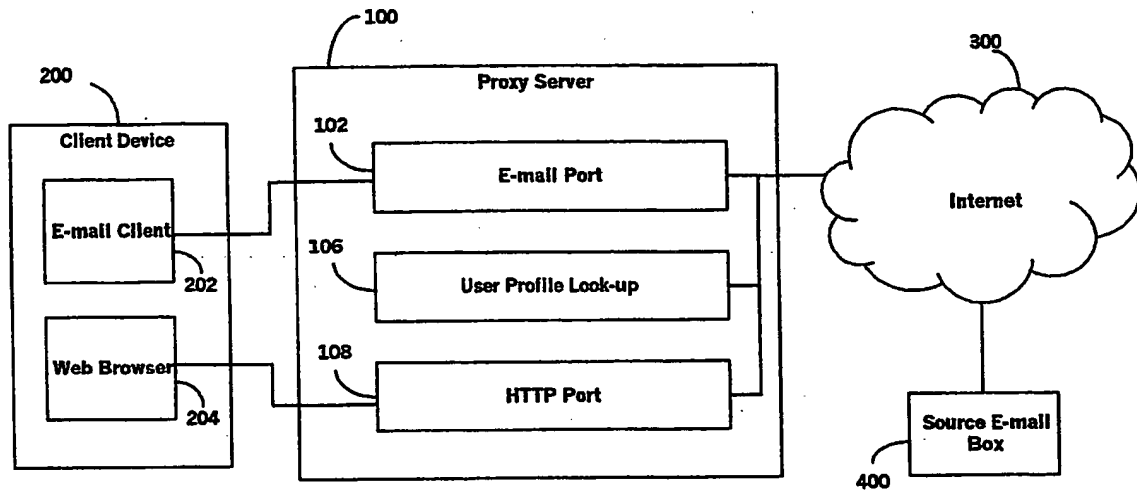 100
300
200
Proxy Server
Client Device
102
E-mail Port
Internet
E-mail Client
106
202
User Profile Look-up
108
Web Browser
HTTP Port
204
Source E-mail
Box
400